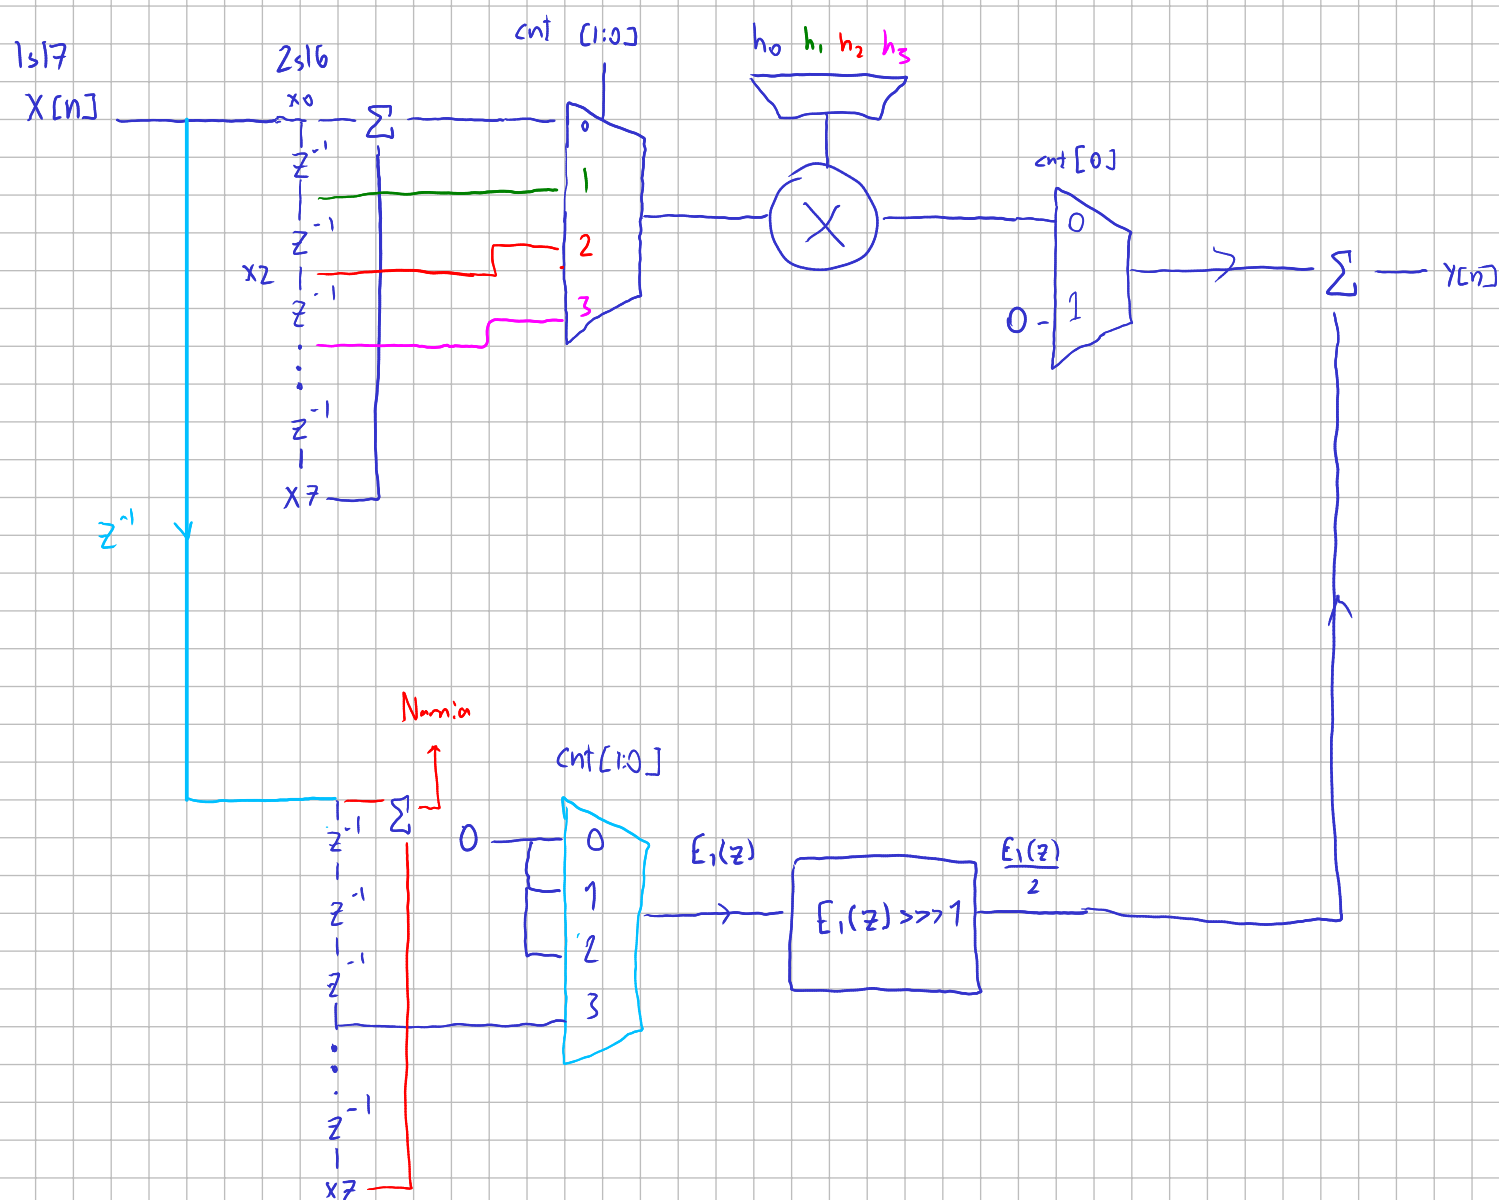 cnt [1:0]
h0 h1 h2 h3
1s17
2s16
X[n]
x0
Σ
0
z^-1
1
cnt[0]
z^-1
2
0
x2
z^-1
3
0
1
Σ
Y[n]
z^-1
x7
z^-1
Narnia
cnt[1:0]
Σ
z^-1
0
0
E1(z)
E1(z)/2
1
z^-1
E1(z)>>>1
2
z^-1
3
z^-1
x7